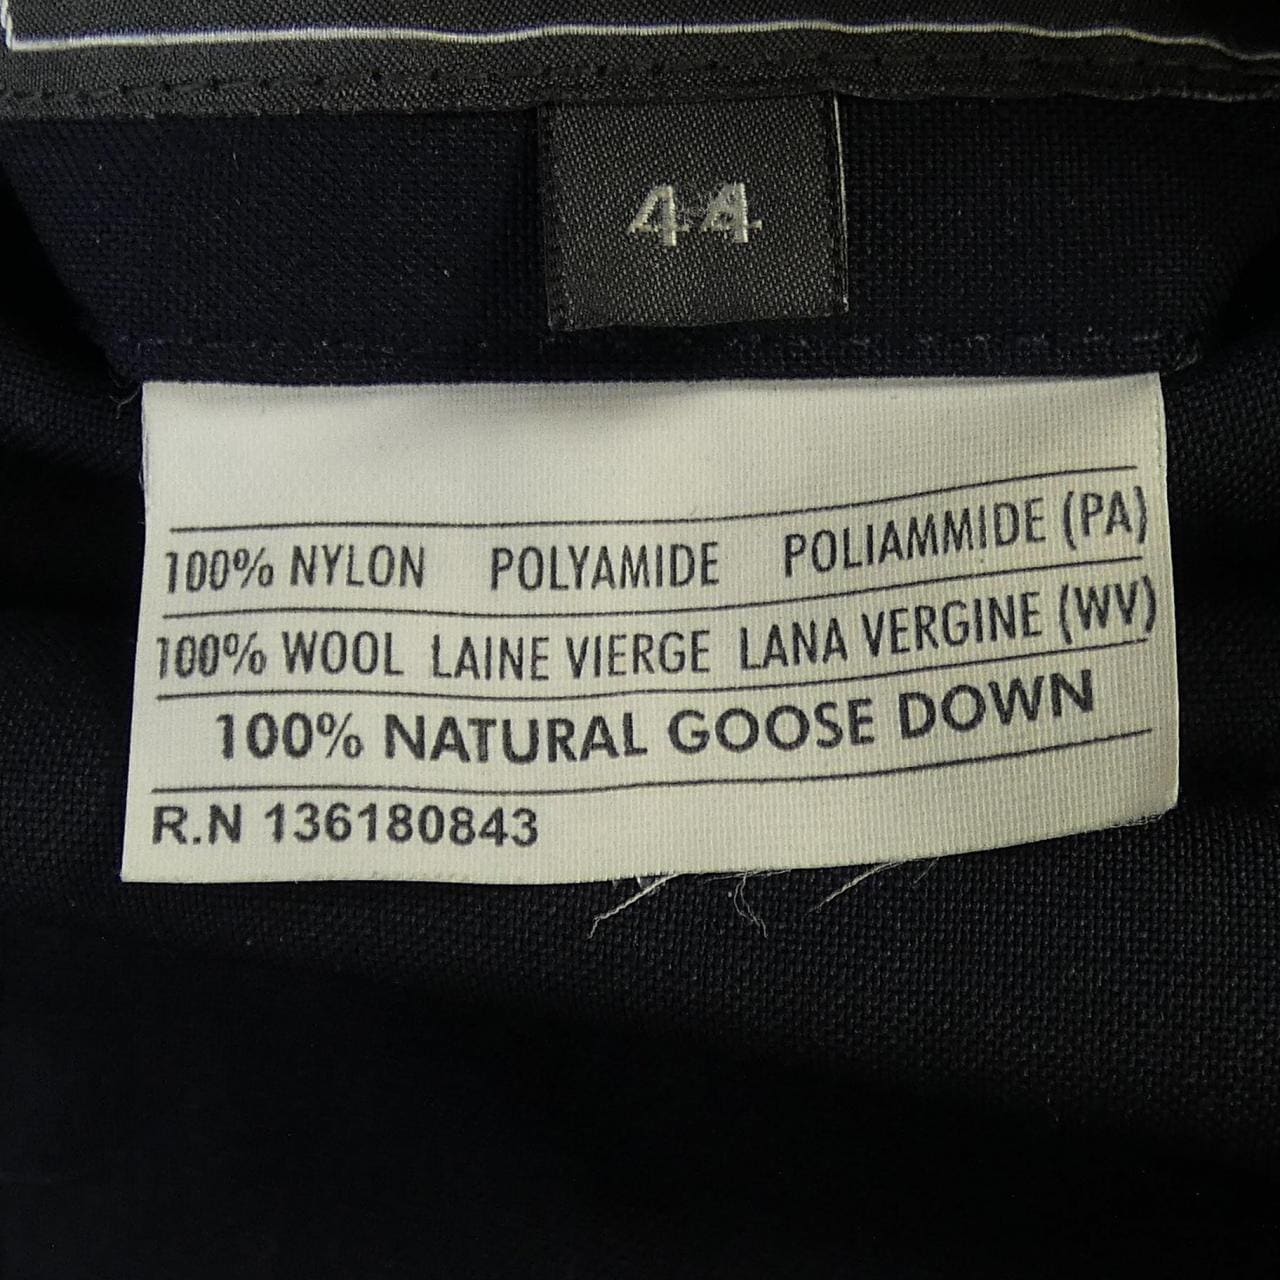 44
100% NYLON POLYAMIDE POLIAMMIDE (PA)
100% WOOL LAINE VIERGE LANA VERGINE (WV)
100% NATURAL GOOSE DOWN
R.N 136180843